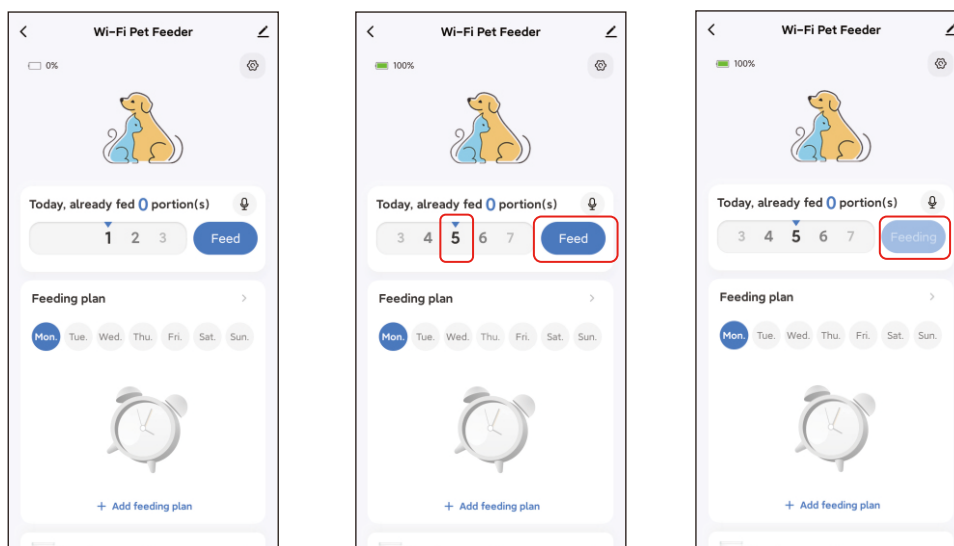 Wi-Fi Pet Feeder
0%
Today, already fed 0 portion(s)
1 2 3 Feed
Feeding plan
Mon. Tue. Wed. Thu. Fri. Sat. Sun.
+ Add feeding plan
Wi-Fi Pet Feeder
100%
Today, already fed 0 portion(s)
3 4 5 6 7 Feed
Feeding plan
Mon. Tue. Wed. Thu. Fri. Sat. Sun.
+ Add feeding plan
Wi-Fi Pet Feeder
100%
Today, already fed 0 portion(s)
3 4 5 6 7 Feeding
Feeding plan
Mon. Tue. Wed. Thu. Fri. Sat. Sun.
+ Add feeding plan